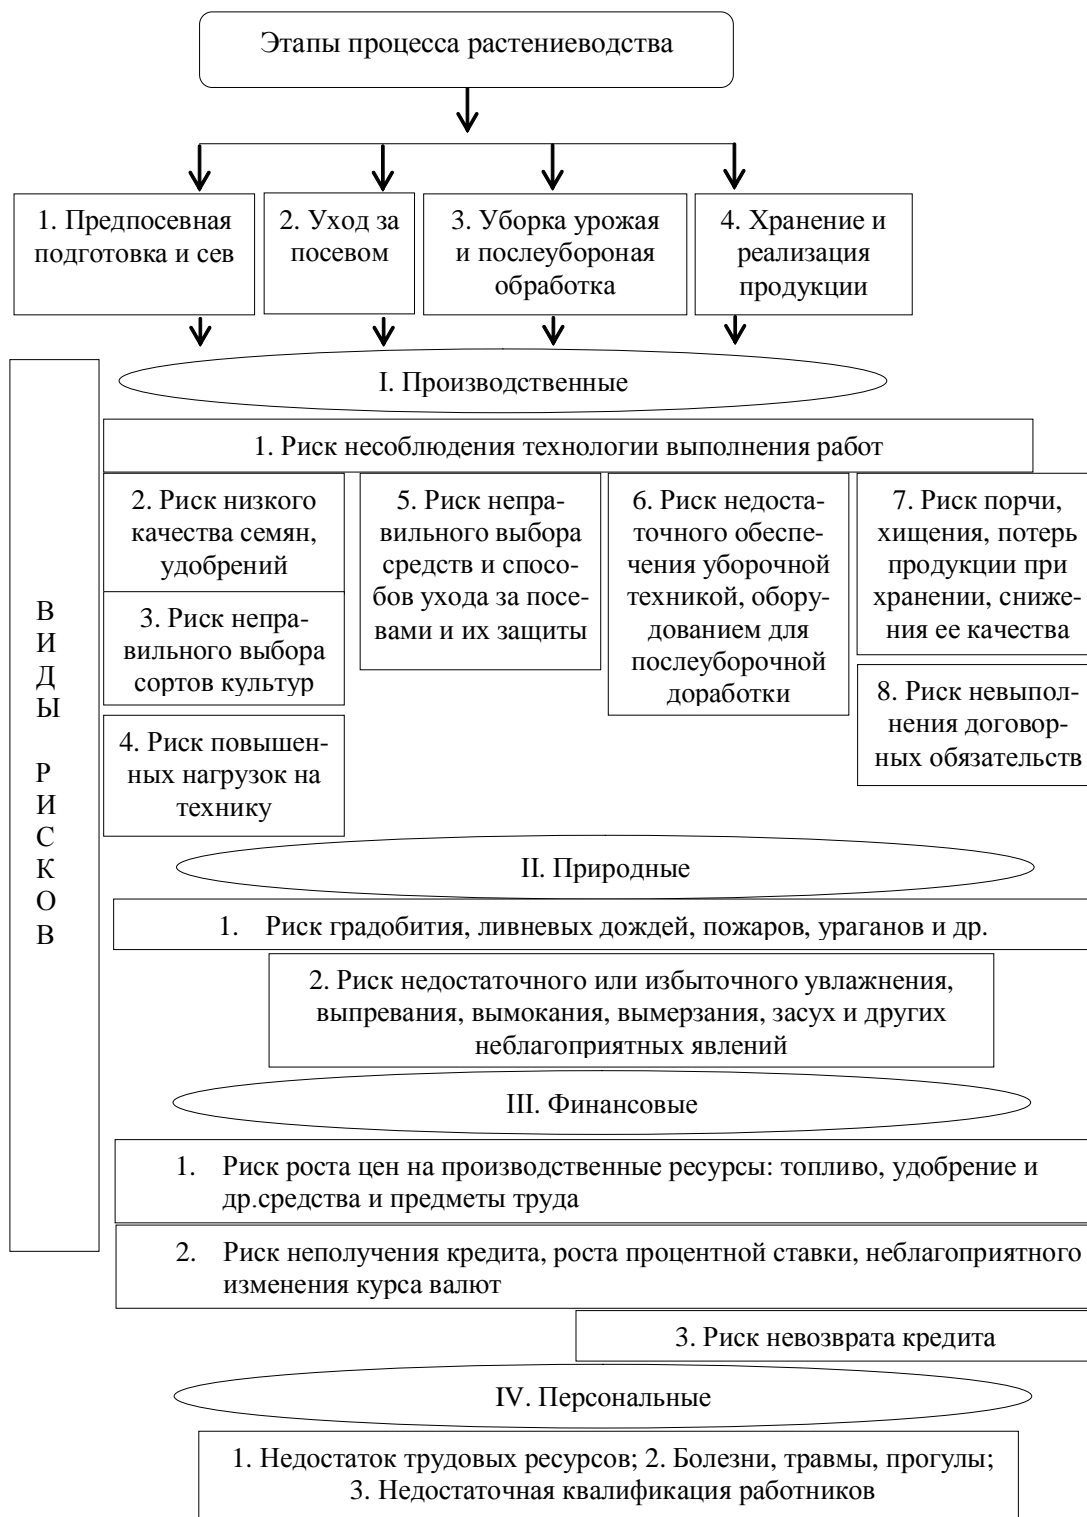 Этапы процесса растениеводства
1. Предпосевная
подготовка и сев
2. Уход за
посевом
3. Уборка урожая
и послеубороная
обработка
4. Хранение и
реализация
продукции
ВИДЫ РИСКОВ
I. Производственные
1. Риск несоблюдения технологии выполнения работ
2. Риск низкого
качества семян,
удобрений
3. Риск непра-
вильного выбора
сортов культур
4. Риск повышен-
ных нагрузок на
технику
5. Риск непра-
вильного выбора
средств и спосо-
бов ухода за посе-
вами и их защиты
6. Риск недоста-
точного обеспе-
чения уборочной
техникой, обору-
дованием для
послеуборочной
доработки
7. Риск порчи,
хищения, потерь
продукции при
хранении, сниже-
ния ее качества
8. Риск невыпол-
нения договор-
ных обязательств
II. Природные
1. Риск градобития, ливневых дождей, пожаров, ураганов и др.
2. Риск недостаточного или избыточного увлажнения,
выпревания, вымокания, вымерзания, засух и других
неблагоприятных явлений
III. Финансовые
1. Риск роста цен на производственные ресурсы: топливо, удобрение и
др.средства и предметы труда
2. Риск неполучения кредита, роста процентной ставки, неблагоприятного
изменения курса валют
3. Риск невозврата кредита
IV. Персональные
1. Недостаток трудовых ресурсов; 2. Болезни, травмы, прогулы;
3. Недостаточная квалификация работников